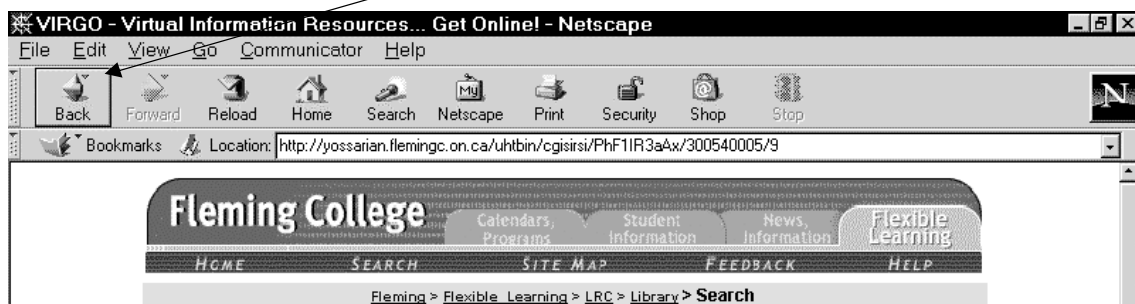 VIRGO - Virtual Information Resources... Get Online! - Netscape
File Edit View Go Communicator Help
My
Back Forward Reload Home Search Netscape Print Security Shop Stop
N
Bookmarks Location: http://yossarian.flemingc.on.ca/uhtbin/cgisirsi/PhF1IR3aAx/300540005/9
Fleming College
Calendars, Programs
Student Information
News, Information
Flexible Learning
HOME SEARCH SITE MAP FEEDBACK HELP
Fleming > Flexible Learning > LRC > Library > Search